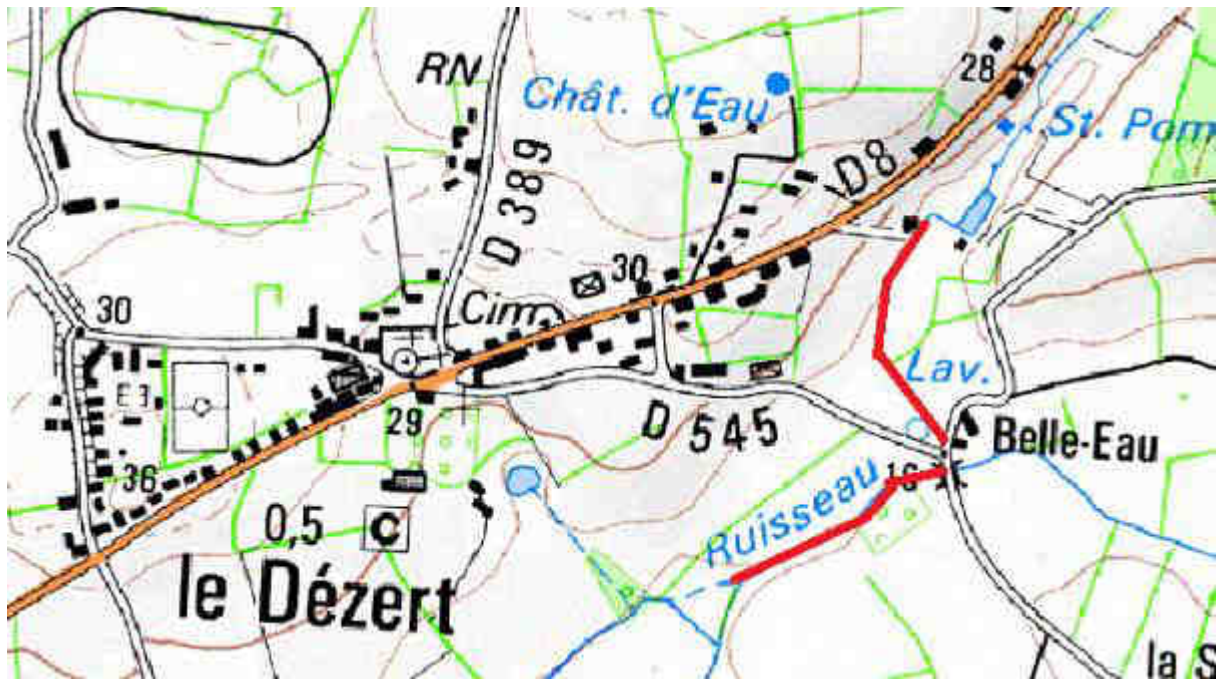 RN
Chât. d'Eau
28
St. Pom
D 389
D8
30
Cim.
30
Lav.
29
D 545
Belle-Eau
36
16
Ruisseau
0,5
C
le Dézert
la S